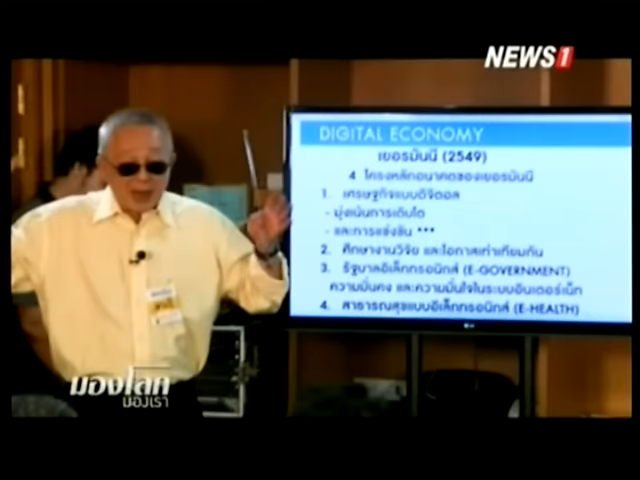 NEWS1
DIGITAL ECONOMY
เยอรมันนี (2549)
4 โครงหลักอนาคตของเยอรมันนี
1. เศรษฐกิจแบบดิจิตอล
- มุ่งเน้นการเติบโต
- และการแข่งขัน ***
2. ศึกษางานวิจัย และโอกาสเท่าเทียมกัน
3. รัฐบาลอิเล็กทรอนิกส์ (E-GOVERNMENT)
ความมั่นคง และความมั่นใจในระบบอินเตอร์เน็ท
4. สาธารณสุขแบบอิเล็กทรอนิกส์ (E-HEALTH)
LG
มองโลก
มองเรา